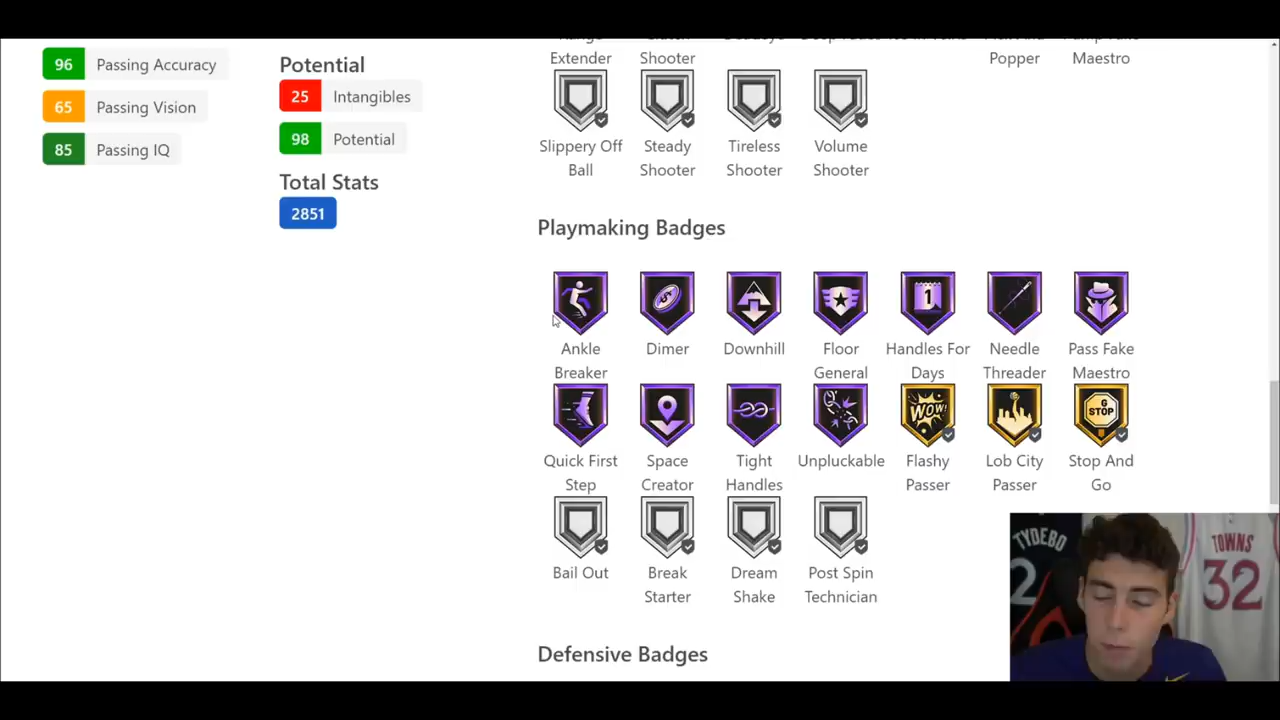 96 Passing Accuracy
65 Passing Vision
85 Passing IQ
Potential
25 Intangibles
98 Potential
Total Stats
2851
Extender Shooter Popper Maestro
Slippery Off Ball
Steady Shooter
Tireless Shooter
Volume Shooter
Playmaking Badges
1
Ankle Breaker
Dimer
Downhill
Floor General
Handles For Days
Needle Threader
Pass Fake Maestro
WOW!
G STOP
Quick First Step
Space Creator
Tight Handles
Unpluckable
Flashy Passer
Lob City Passer
Stop And Go
Bail Out
Break Starter
Dream Shake
Post Spin Technician
Defensive Badges
TYDEBO
2
TOWNS
32